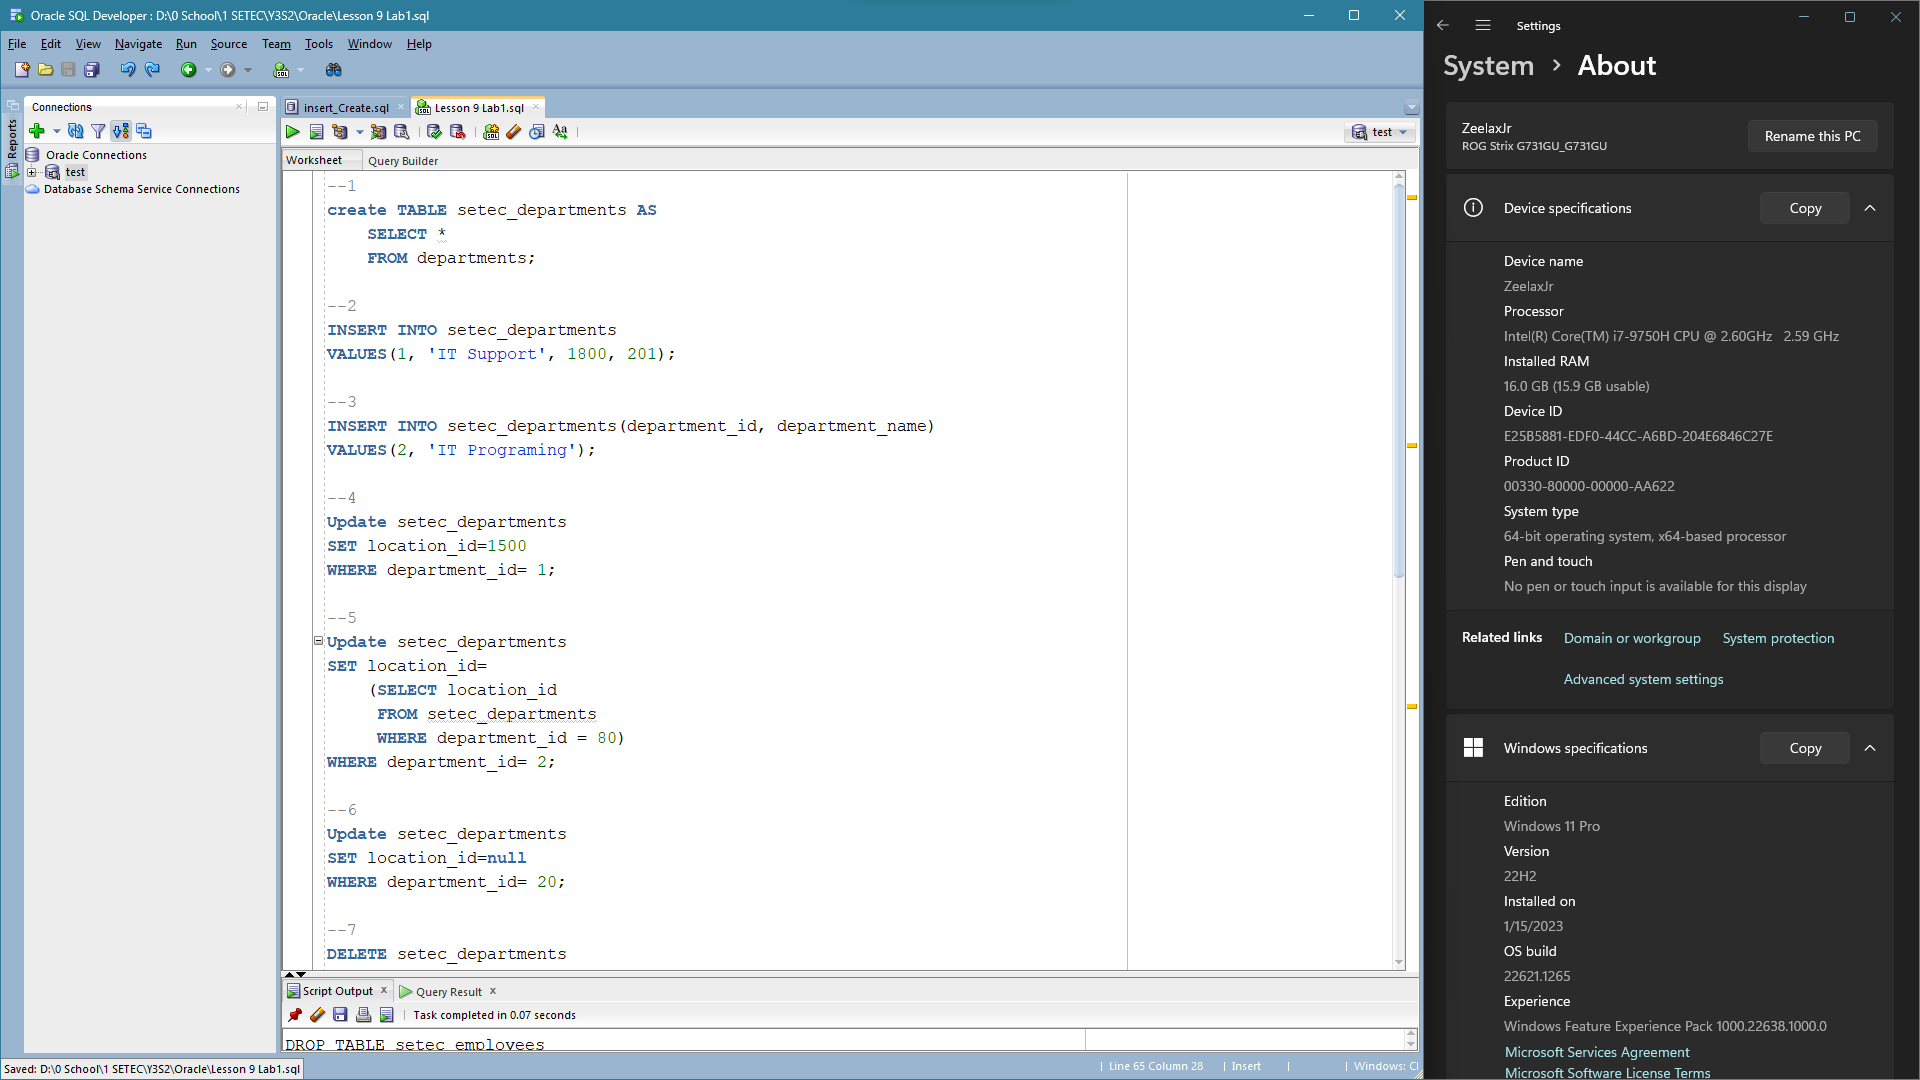 Oracle SQL Developer : D:\0 School\1 SETEC\Y3S2\Oracle\Lesson 9 Lab1.sql
File Edit View Navigate Run Source Team Tools Window Help
Reports
Connections
Oracle Connections
test
Database Schema Service Connections
insert_Create.sql
Lesson 9 Lab1.sql
test
Worksheet
Query Builder
--1
create TABLE setec_departments AS
SELECT *
FROM departments;
--2
INSERT INTO setec_departments
VALUES(1, 'IT Support', 1800, 201);
--3
INSERT INTO setec_departments(department_id, department_name)
VALUES(2, 'IT Programing');
--4
Update setec_departments
SET location_id=1500
WHERE department_id= 1;
--5
Update setec_departments
SET location_id=
(SELECT location_id
FROM setec_departments
WHERE department_id = 80)
WHERE department_id= 2;
--6
Update setec_departments
SET location_id=null
WHERE department_id= 20;
--7
DELETE setec_departments
Script Output
Query Result
Task completed in 0.07 seconds
DROP TABLE setec employees
Saved: D:\0 School\1 SETEC\Y3S2\Oracle\Lesson 9 Lab1.sql
Line 65 Column 28
Insert
Windows: Cl
Settings
System > About
ZeelaxJr
ROG Strix G731GU_G731GU
Rename this PC
Device specifications
Copy
Device name
ZeelaxJr
Processor
Intel(R) Core(TM) i7-9750H CPU @ 2.60GHz 2.59 GHz
Installed RAM
16.0 GB (15.9 GB usable)
Device ID
E25B5881-EDF0-44CC-A6BD-204E6846C27E
Product ID
00330-80000-00000-AA622
System type
64-bit operating system, x64-based processor
Pen and touch
No pen or touch input is available for this display
Related links
Domain or workgroup
System protection
Advanced system settings
Windows specifications
Copy
Edition
Windows 11 Pro
Version
22H2
Installed on
1/15/2023
OS build
22621.1265
Experience
Windows Feature Experience Pack 1000.22638.1000.0
Microsoft Services Agreement
Microsoft Software License Terms